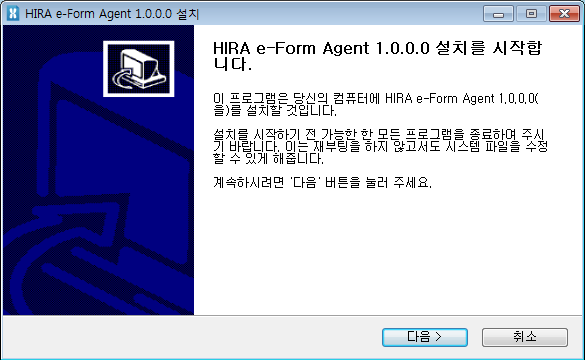 HIRA e-Form Agent 1.0.0.0 설치
HIRA e-Form Agent 1.0.0.0 설치를 시작합
니다.
이 프로그램은 당신의 컴퓨터에 HIRA e-Form Agent 1.0.0.0(
을)를 설치할 것입니다.
설치를 시작하기 전 가능한 한 모든 프로그램을 종료하여 주시
기 바랍니다. 이는 재부팅을 하지 않고서도 시스템 파일을 수정
할 수 있게 해줍니다.
계속하시려면 '다음' 버튼을 눌러 주세요.
다음 >
취소